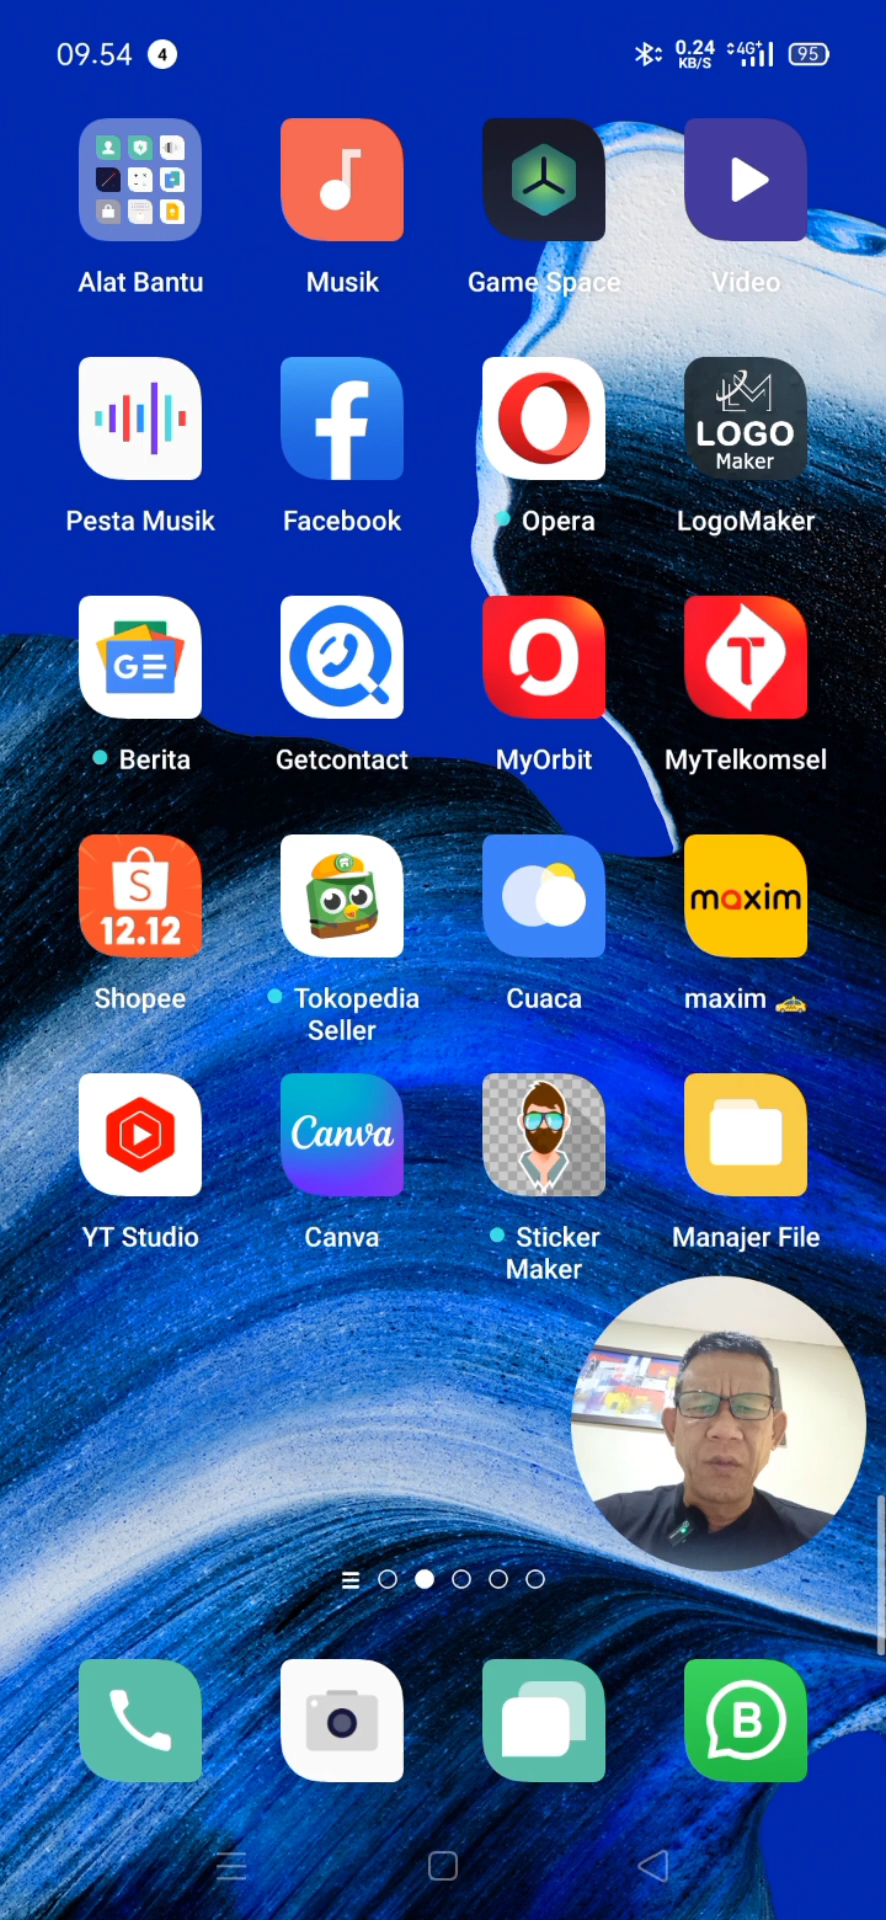 09.54 4 0.24 KB/S 4G+ 95
Alat Bantu Musik Game Space Video
LOGO
Maker
Pesta Musik Facebook Opera LogoMaker
G
T
Berita Getcontact MyOrbit MyTelkomsel
S
12.12
maxim
Shopee Tokopedia Seller Cuaca maxim
Canva
YT Studio Canva Sticker Maker Manajer File
B